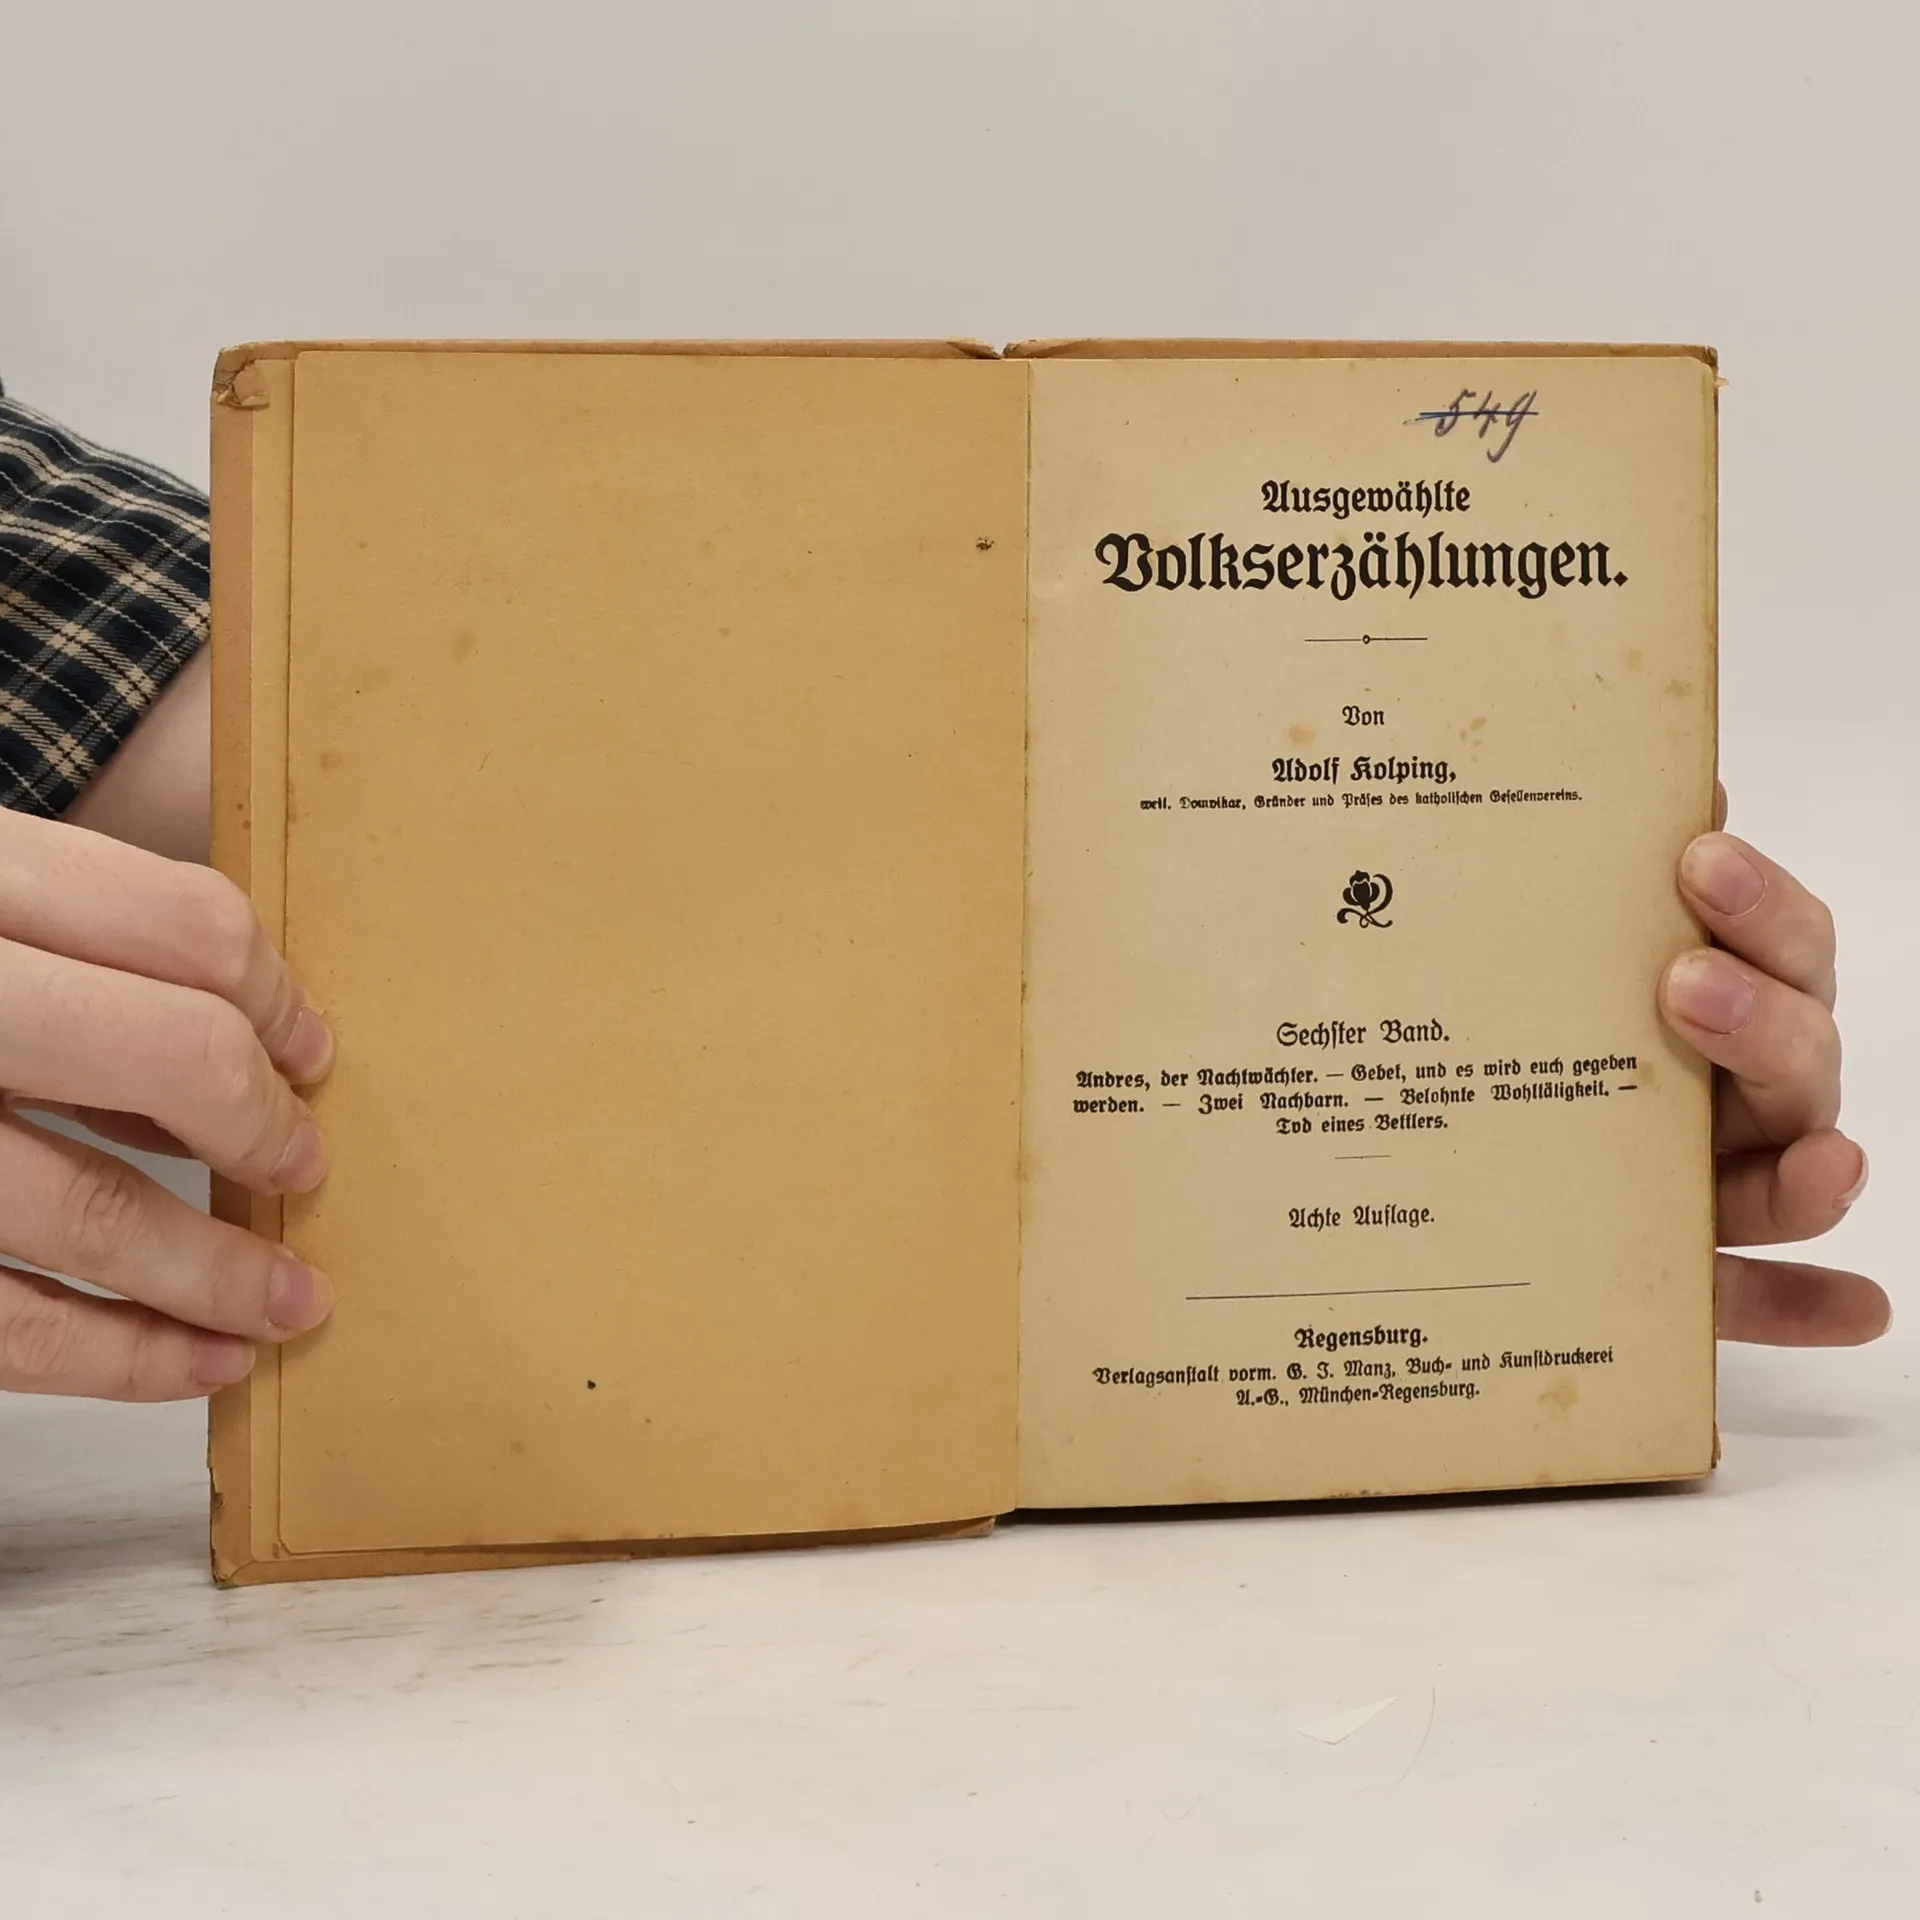 549
Ausgewählte
Volkserzählungen.
Von
Adolf Kolping,
weil. Domvikar, Gründer und Präses des katholischen Gesellenvereins.
Sechster Band.
Andres, der Nachtwächter. — Gebet, und es wird euch gegeben
werden. — Zwei Nachbarn. — Belohnte Wohltätigkeit. —
Tod eines Bettlers.
Achte Auflage.
Regensburg.
Verlagsanstalt vorm. G. J. Manz, Buch- und Kunstdruckerei
A.-G., München-Regensburg.